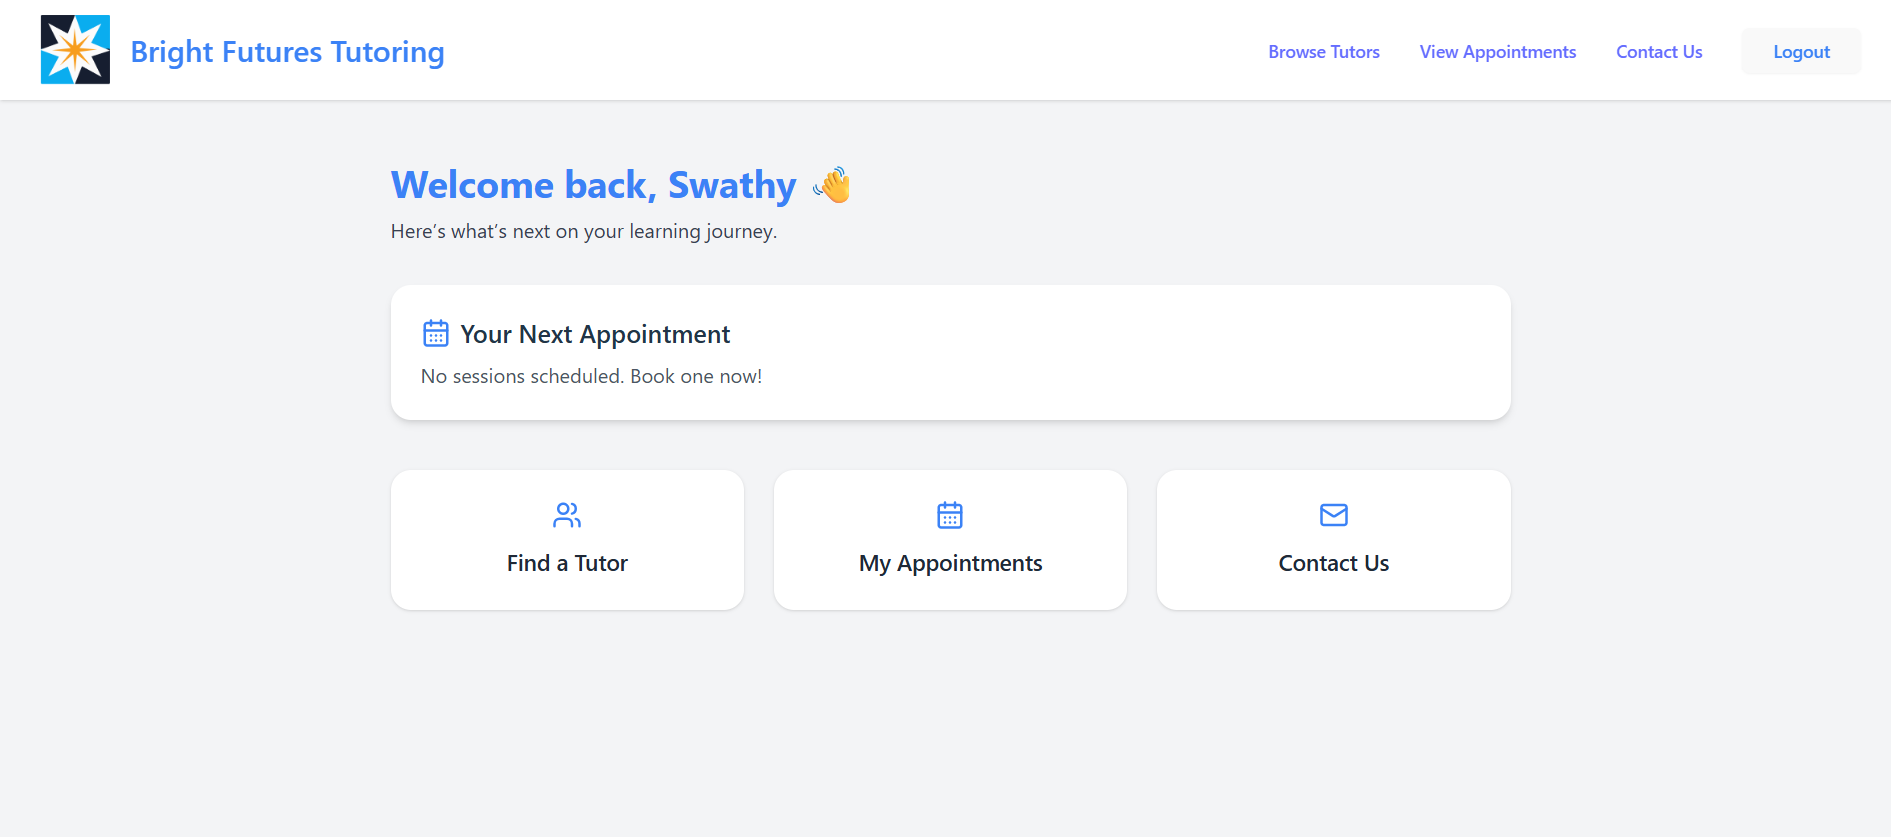 Bright Futures Tutoring
Browse Tutors
View Appointments
Contact Us
Logout
Welcome back, Swathy 👋
Here’s what’s next on your learning journey.
Your Next Appointment
No sessions scheduled. Book one now!
Find a Tutor
My Appointments
Contact Us